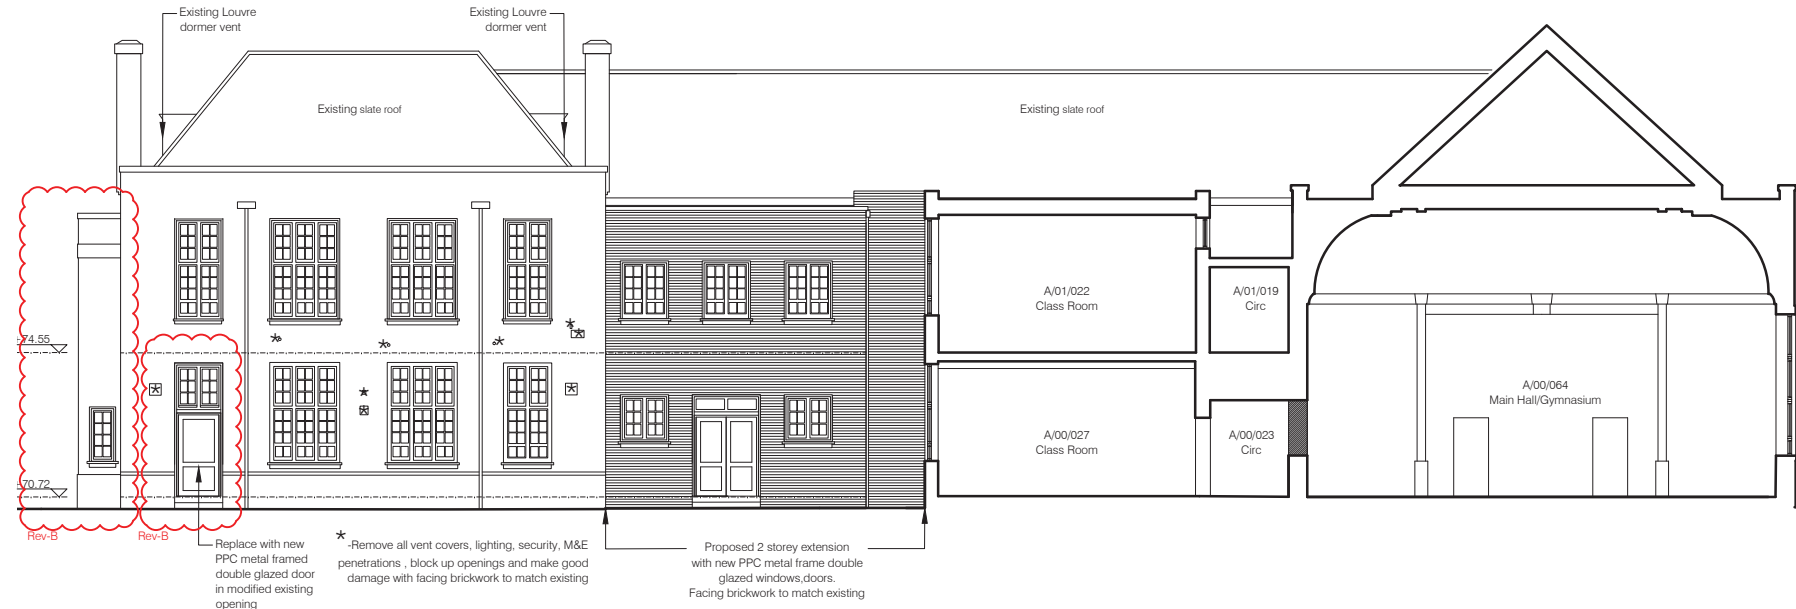 Existing Louvre
dormer vent
Existing Louvre
dormer vent
Existing slate roof
Existing slate roof
A/01/022
Class Room
A/01/019
Circ
74.55
A/00/064
Main Hall/Gymnasium
A/00/027
Class Room
A/00/023
Circ
70.72
Rev-B
Rev-B
Replace with new
PPC metal framed
double glazed door
in modified existing
opening
* -Remove all vent covers, lighting, security, M&E
penetrations , block up openings and make good
damage with facing brickwork to match existing
Proposed 2 storey extension
with new PPC metal frame double
glazed windows,doors.
Facing brickwork to match existing